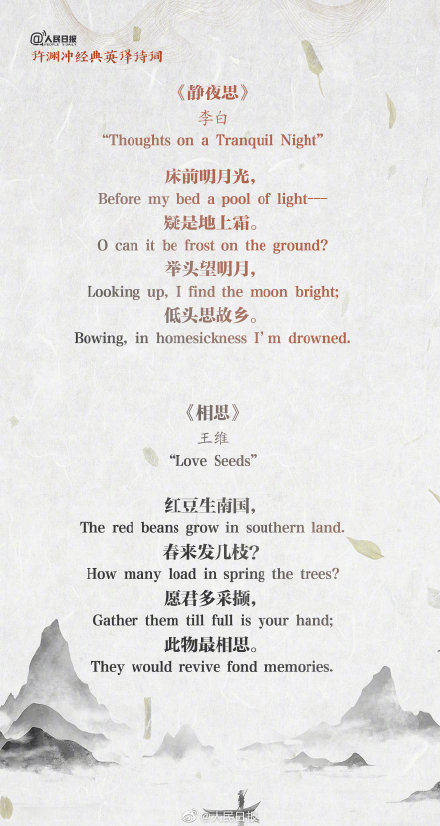 @人民日报
PEOPLE'S DAILY
许渊冲经典英译诗词
《静夜思》
李白
“Thoughts on a Tranquil Night”
床前明月光，
Before my bed a pool of light---
疑是地上霜。
O can it be frost on the ground?
举头望明月，
Looking up, I find the moon bright;
低头思故乡。
Bowing, in homesickness I'm drowned.
《相思》
王维
“Love Seeds”
红豆生南国，
The red beans grow in southern land.
春来发几枝？
How many load in spring the trees?
愿君多采撷，
Gather them till full is your hand;
此物最相思。
They would revive fond memories.
@人民日报